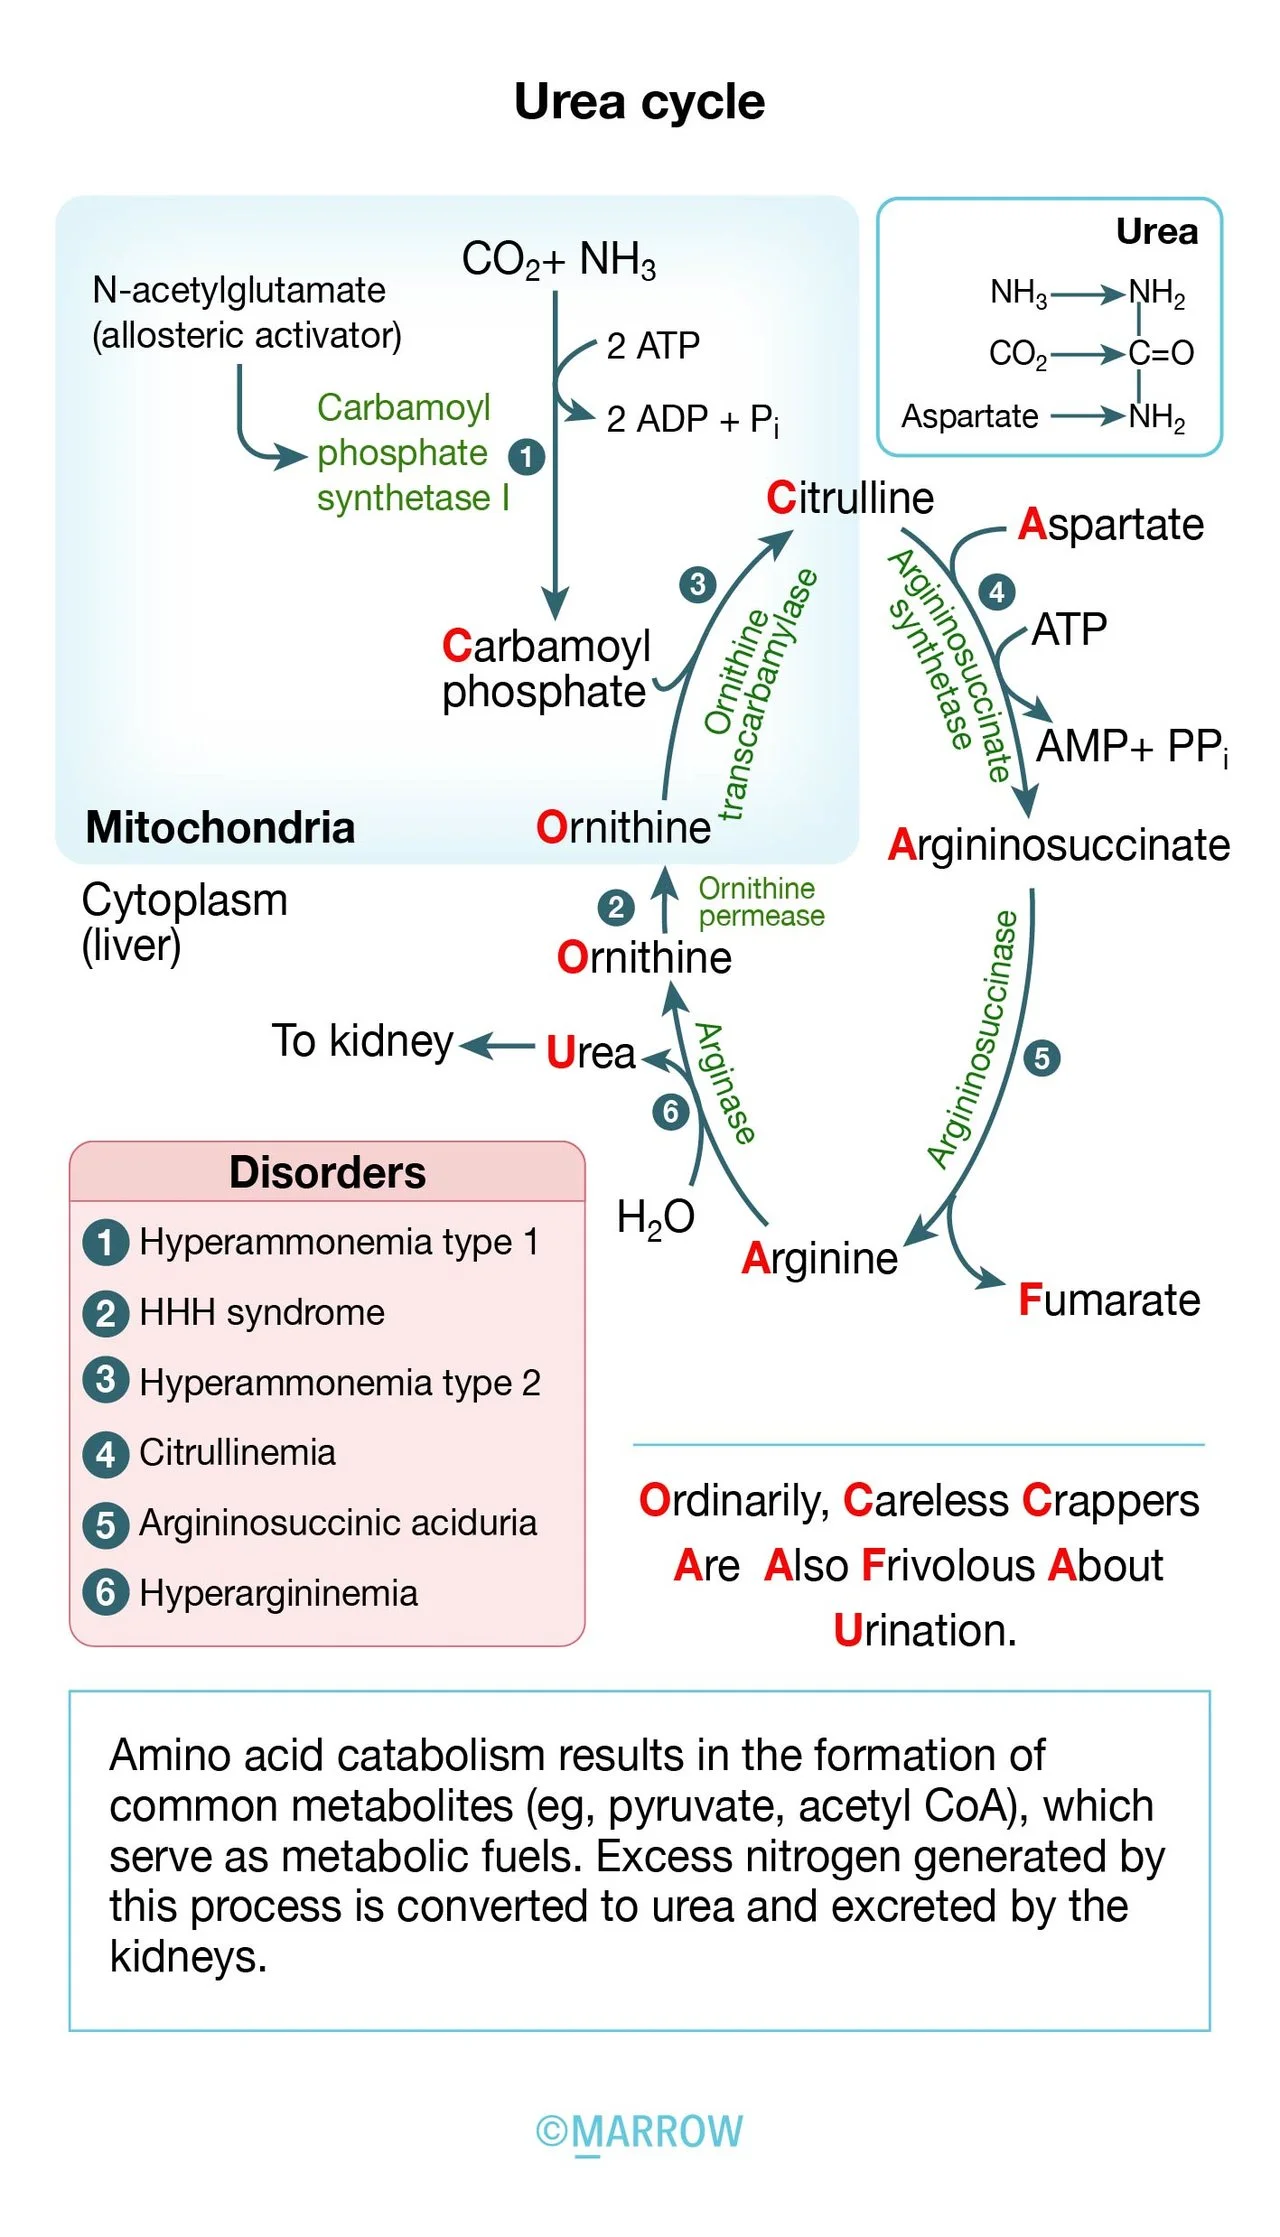 Urea cycle
CO₂+ NH₃
N-acetylglutamate
(allosteric activator)
2 ATP
2 ADP + Pᵢ
Carbamoyl
phosphate
synthetase I
1
Urea
NH₃
NH₂
CO₂
C=O
Aspartate
NH₂
Citrulline
Aspartate
3
4
Ornithine
transcarbamylase
Argininosuccinate
synthetase
ATP
AMP+ PPᵢ
Carbamoyl
phosphate
Mitochondria
Ornithine
Argininosuccinate
Cytoplasm
(liver)
2
Ornithine
permease
Ornithine
Argininosuccinase
5
To kidney
Urea
Arginase
6
H₂O
Arginine
Fumarate
Disorders
1 Hyperammonemia type 1
2 HHH syndrome
3 Hyperammonemia type 2
4 Citrullinemia
5 Argininosuccinic aciduria
6 Hyperargininemia
Ordinarily, Careless Crappers
Are Also Frivolous About
Urination.
Amino acid catabolism results in the formation of
common metabolites (eg, pyruvate, acetyl CoA), which
serve as metabolic fuels. Excess nitrogen generated by
this process is converted to urea and excreted by the
kidneys.
©MARROW